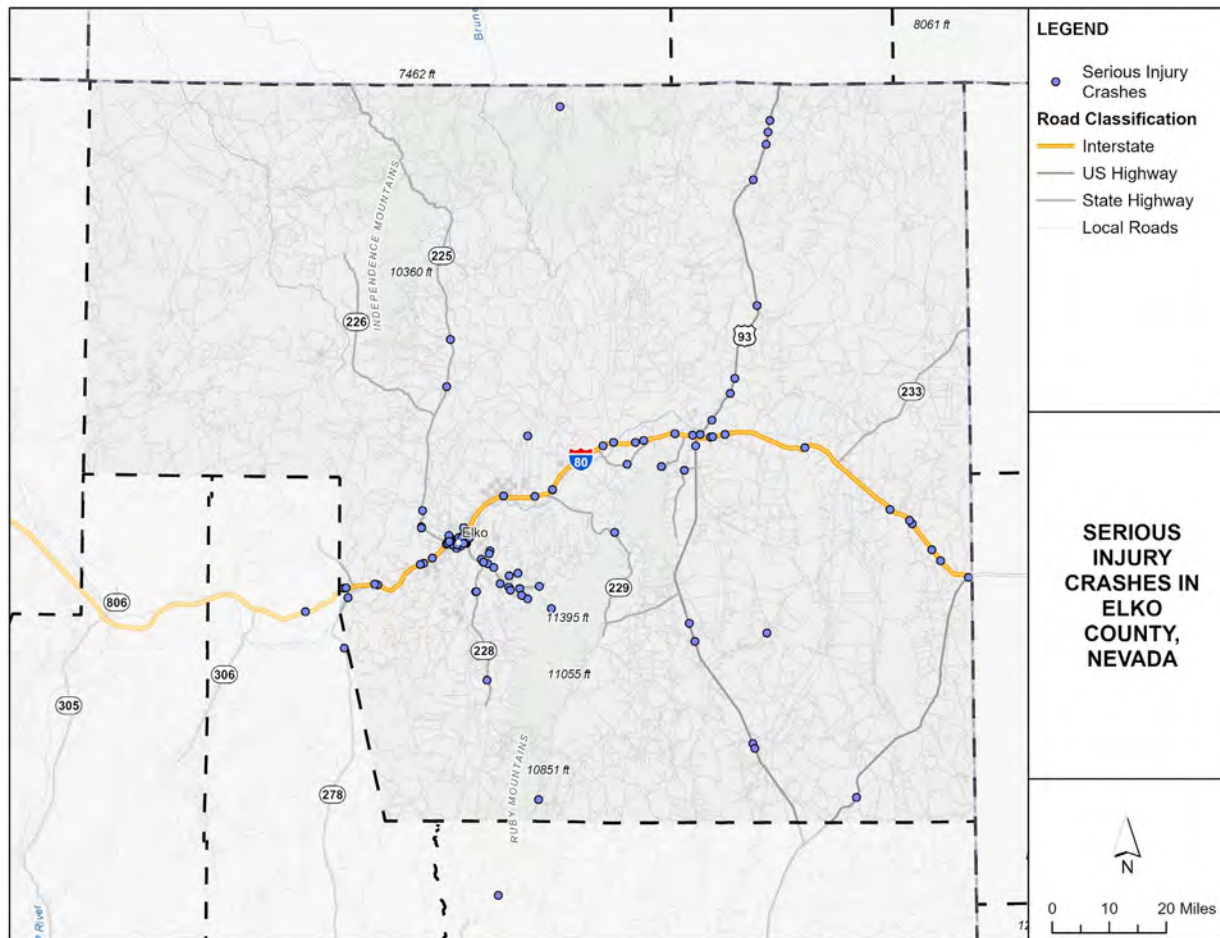 Brune
8061 ft
7462 ft
INDEPENDENCE MOUNTAINS
225
10360 ft
226
93
233
80
Elko
806
229
11395 ft
228
11055 ft
306
305
10851 ft
RUBY MOUNTAINS
278
River
LEGEND
Serious Injury
Crashes
Road Classification
Interstate
US Highway
State Highway
Local Roads
SERIOUS
INJURY
CRASHES IN
ELKO
COUNTY,
NEVADA
N
0 10 20 Miles